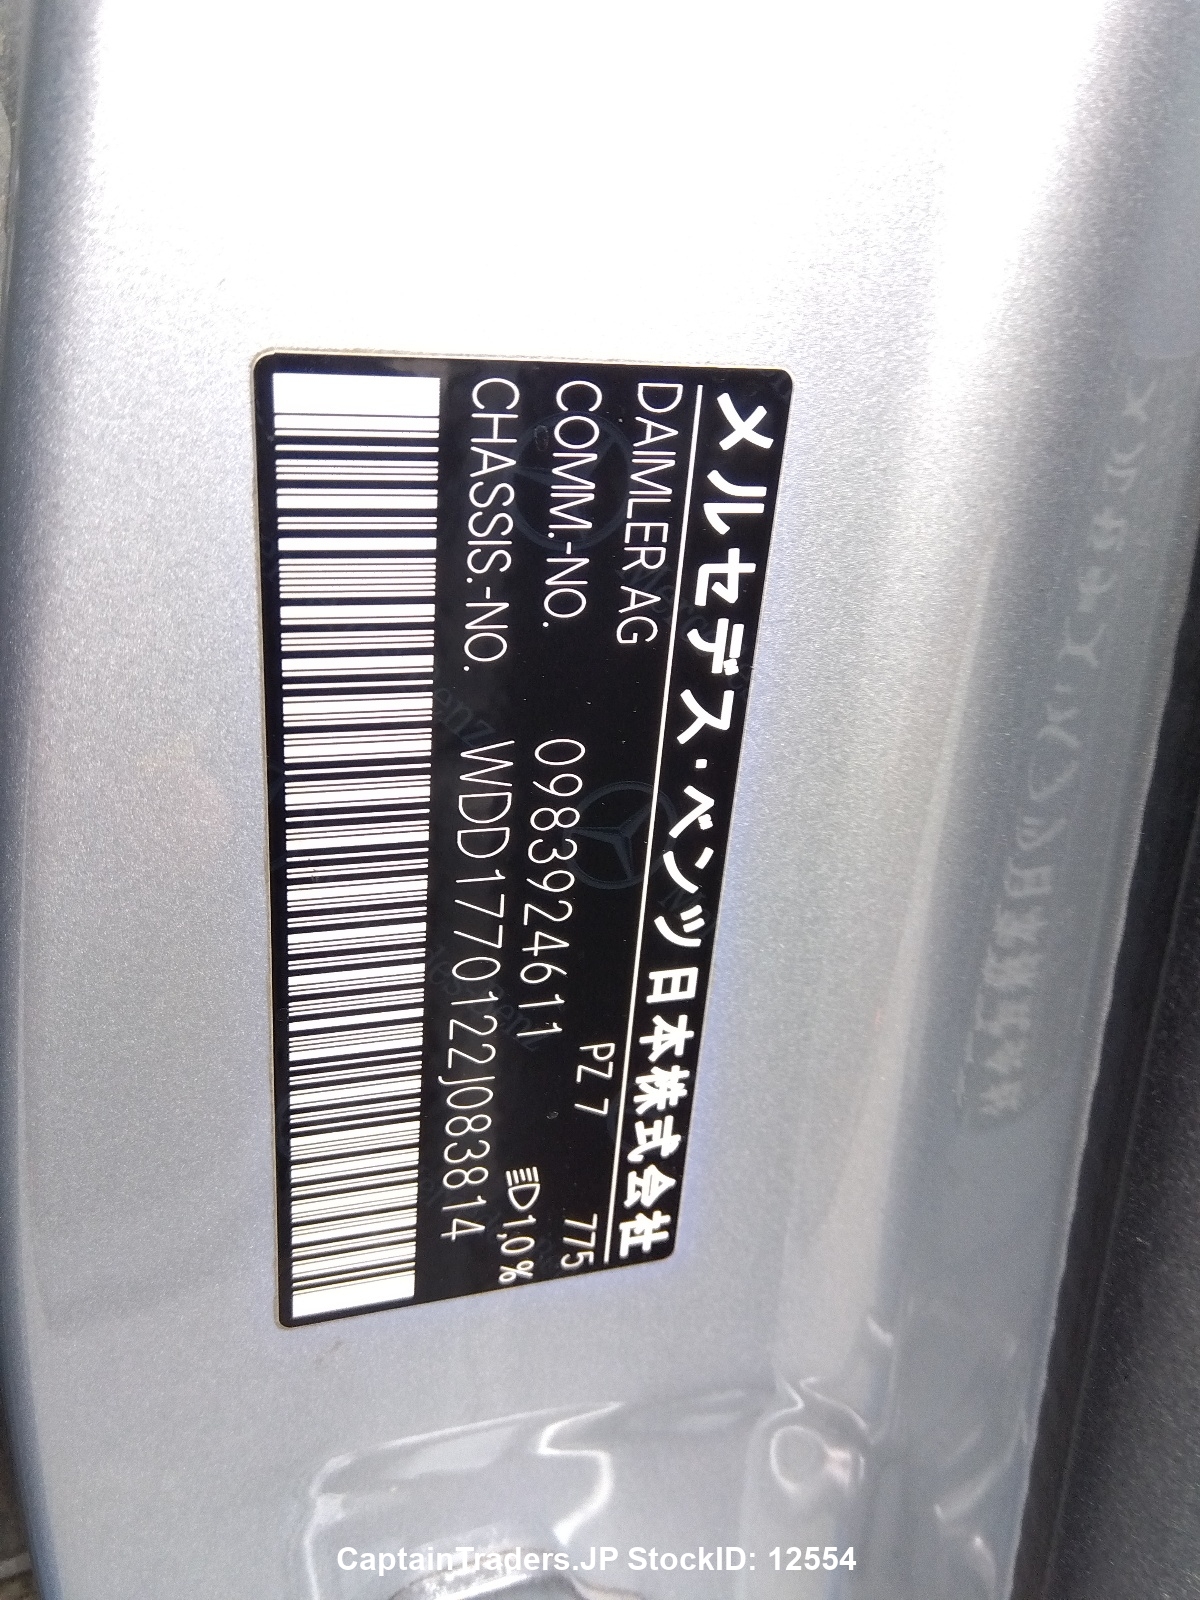 メルセデス・ベンツ日本株式会社
DAIMLER AG PZ 7 775
COMM.-NO. 0983924611 1,0%
CHASSIS.-NO. WDD1770122J083814
CaptainTraders.JP StockID: 12554